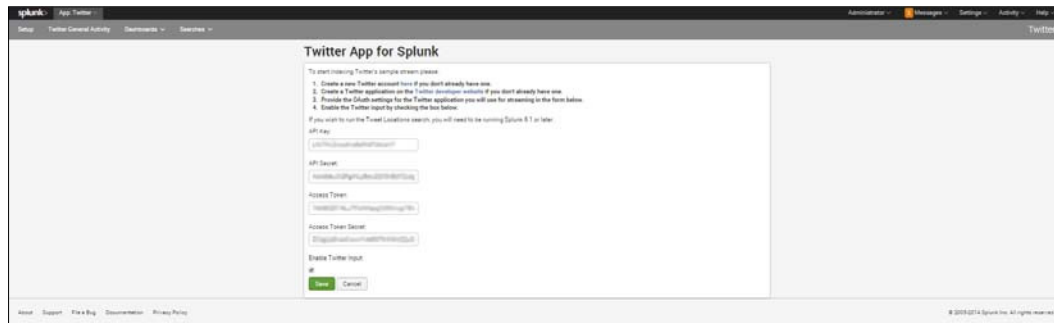 splunk> App: Twitter
Administrator Messages Settings Activity Help
Setup Twitter General Activity Dashboards Searches
Twitter
Twitter App for Splunk
To start indexing Twitter's sample stream please:
1. Create a new Twitter account here if you don't already have one.
2. Create a Twitter application on the Twitter developer website if you don't already have one.
3. Provide the OAuth settings for the Twitter application you will use for streaming in the form below.
4. Enable the Twitter input by checking the box below.
If you wish to run the Tweet Locations search, you will need to be running Splunk 6.1 or later.
API Key:
API Secret:
Access Token:
Access Token Secret:
Enable Twitter Input:
Save Cancel
About Support File a Bug Documentation Privacy Policy
© 2005-2014 Splunk Inc. All rights reserved.